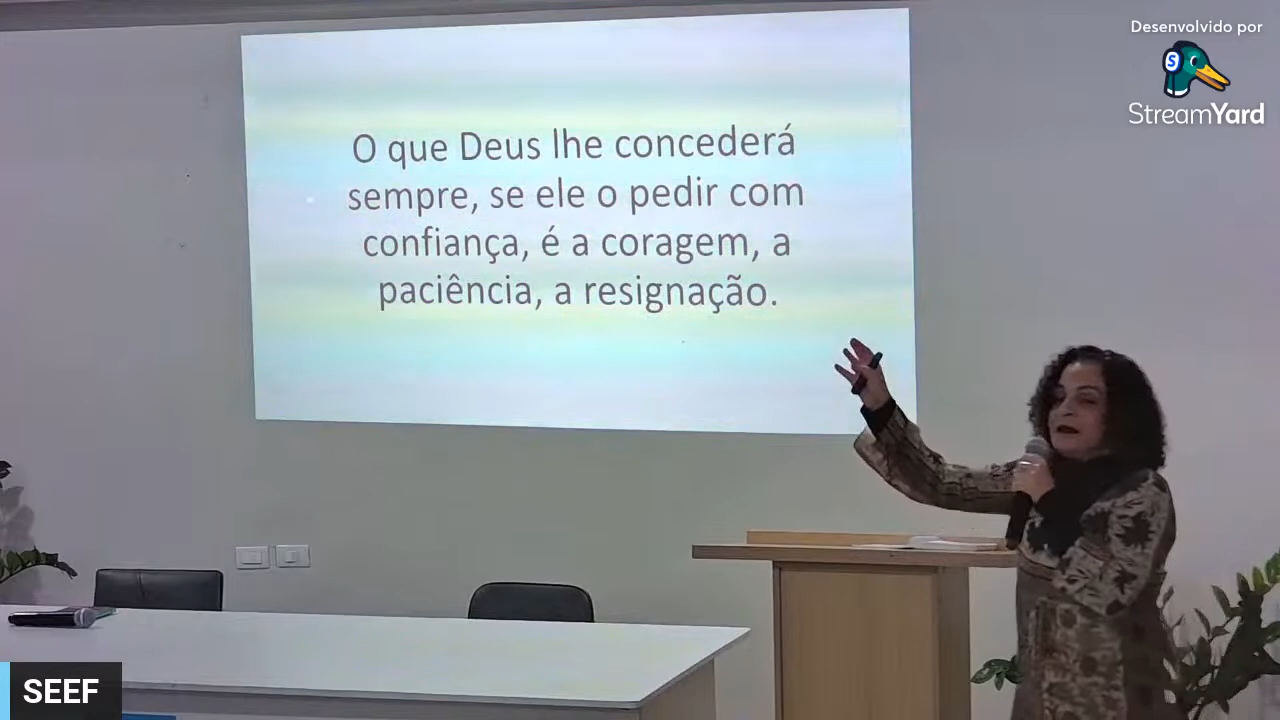 Desenvolvido por
S
StreamYard
O que Deus lhe concederá
sempre, se ele o pedir com
confiança, é a coragem, a
paciência, a resignação.
SEEF